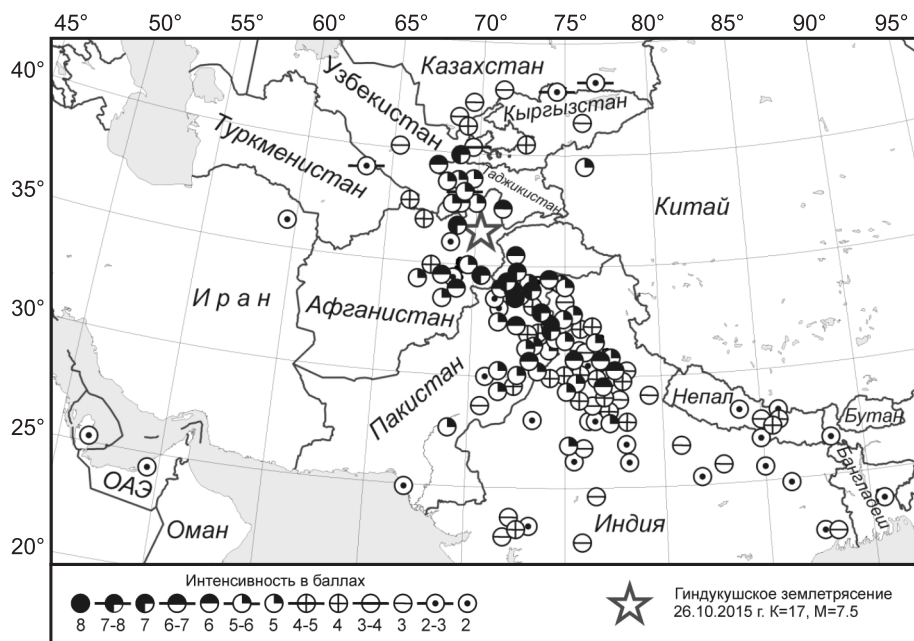 45° 50° 55° 60° 65° 70° 75° 80° 85° 90° 95°
40°
35°
30°
25°
20°
Казахстан
Узбекистан
Кыргызстан
Туркменистан
Таджикистан
Китай
Иран
Афганистан
Пакистан
Непал
Бутан
Бангладеш
ОАЭ
Оман
Индия
Интенсивность в баллах
8 7-8 7 6-7 6 5-6 5 4-5 4 3-4 3 2-3 2
Гиндукушское землетрясение
26.10.2015 г. К=17, М=7.5